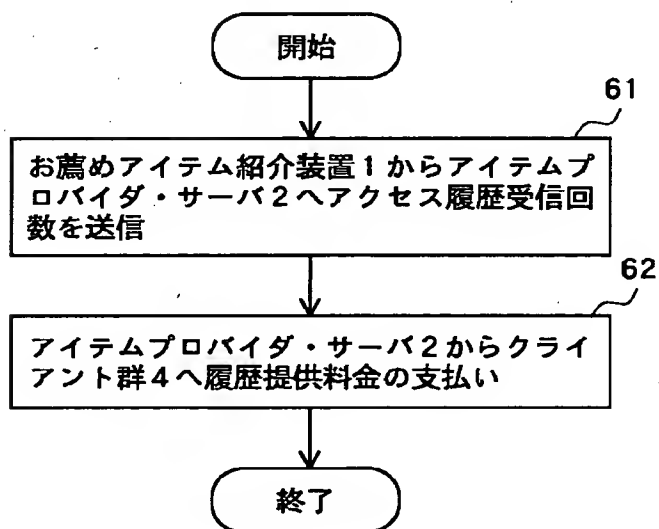 開始
61
お薦めアイテム紹介装置1からアイテムプ
ロバイダ・サーバ2へアクセス履歴受信回
数を送信
62
アイテムプロバイダ・サーバ2からクライ
アント群4へ履歴提供料金の支払い
終了